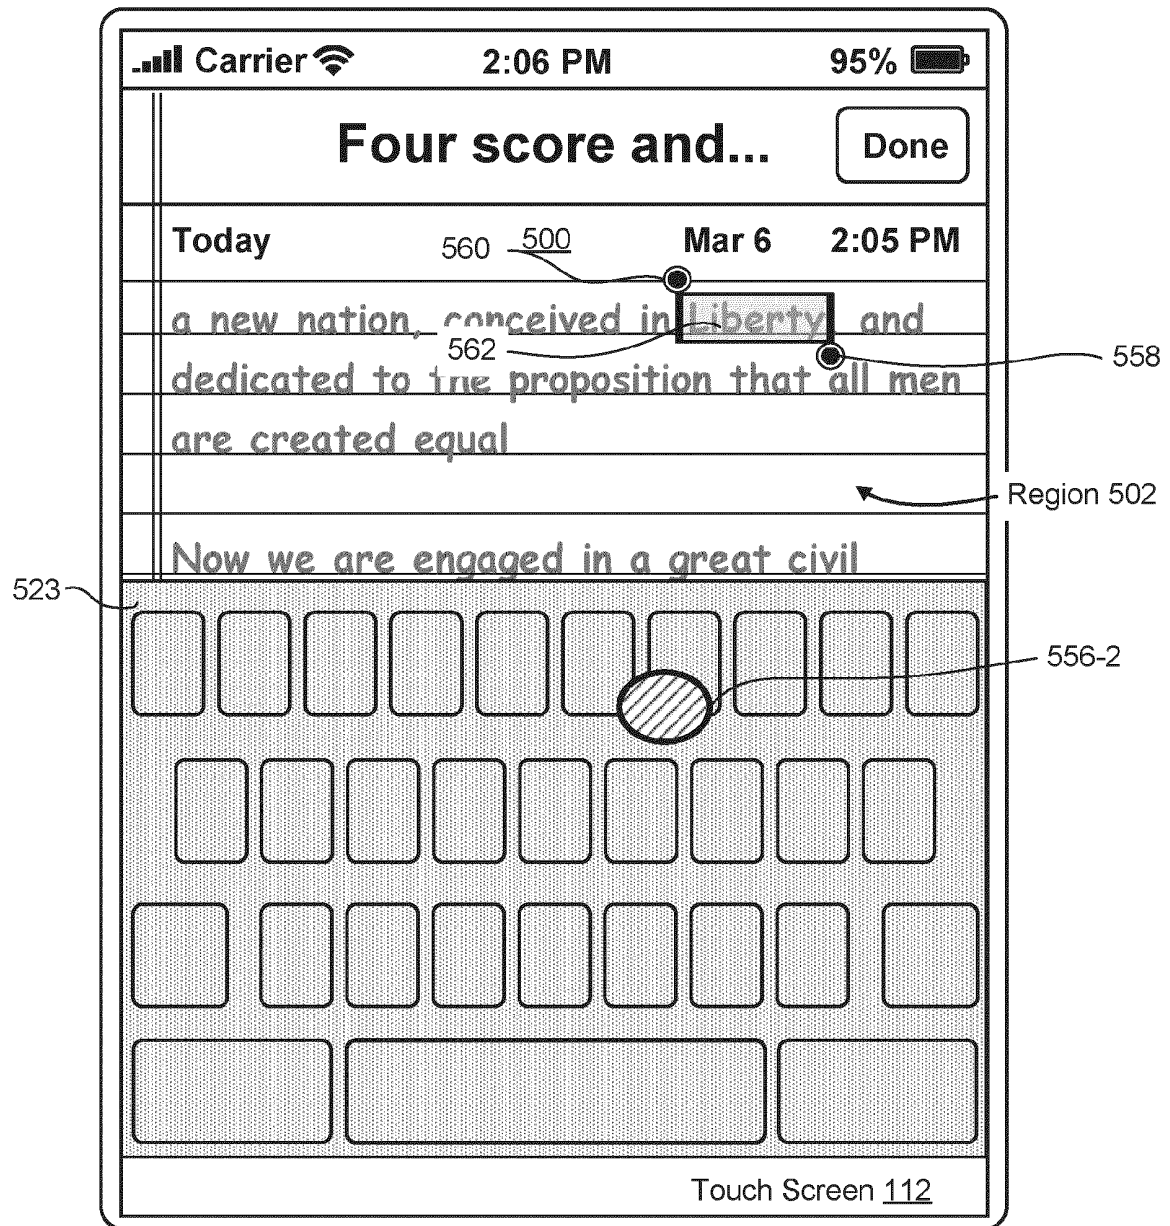 Carrier 2:06 PM 95%
Four score and... Done
Today 560 500 Mar 6 2:05 PM
a new nation, conceived in Liberty and
562 558
dedicated to the proposition that all men
are created equal
Region 502
Now we are engaged in a great civil
523
556-2
Touch Screen 112